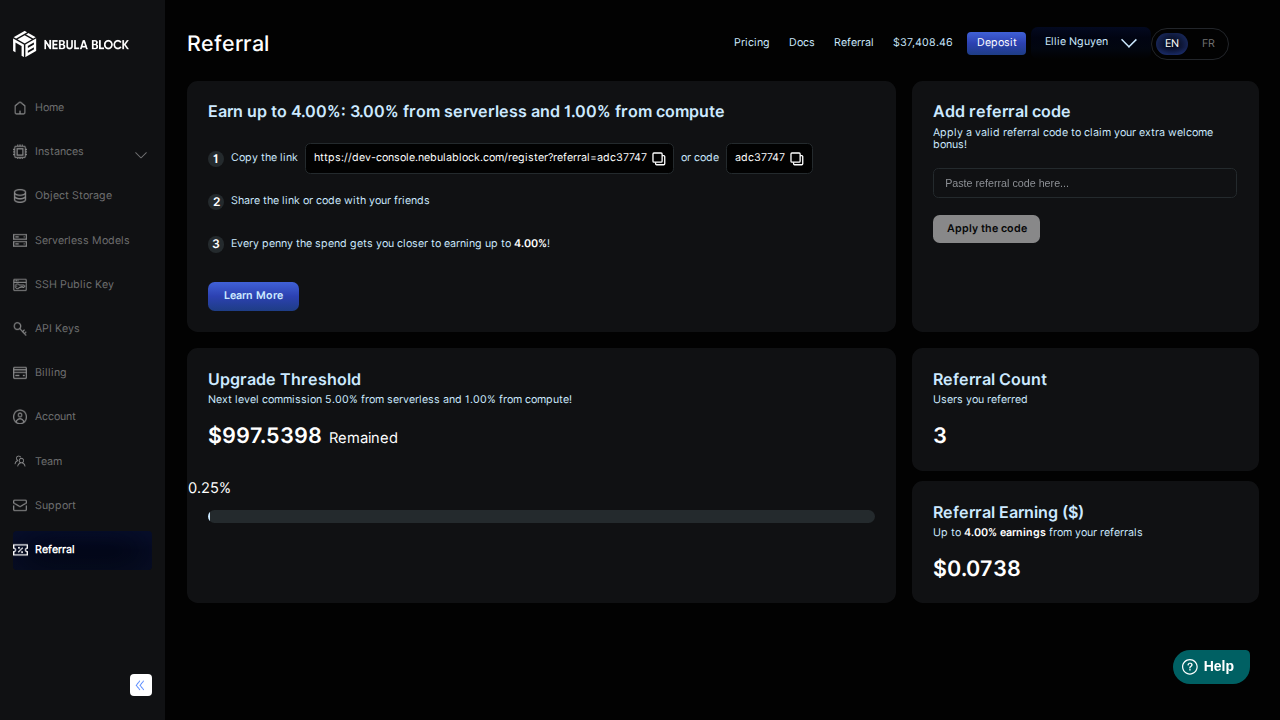 NEBULA BLOCK
Home
Instances
Object Storage
Serverless Models
SSH Public Key
API Keys
Billing
Account
Team
Support
Referral
Referral
Pricing Docs Referral $37,408.46 Deposit Ellie Nguyen EN FR
Earn up to 4.00%: 3.00% from serverless and 1.00% from compute
1 Copy the link https://dev-console.nebulablock.com/register?referral=adc37747 or code adc37747
2 Share the link or code with your friends
3 Every penny the spend gets you closer to earning up to 4.00%!
Learn More
Add referral code
Apply a valid referral code to claim your extra welcome
bonus!
Paste referral code here...
Apply the code
Upgrade Threshold
Next level commission 5.00% from serverless and 1.00% from compute!
$997.5398 Remained
0.25%
Referral Count
Users you referred
3
Referral Earning ($)
Up to 4.00% earnings from your referrals
$0.0738
Help